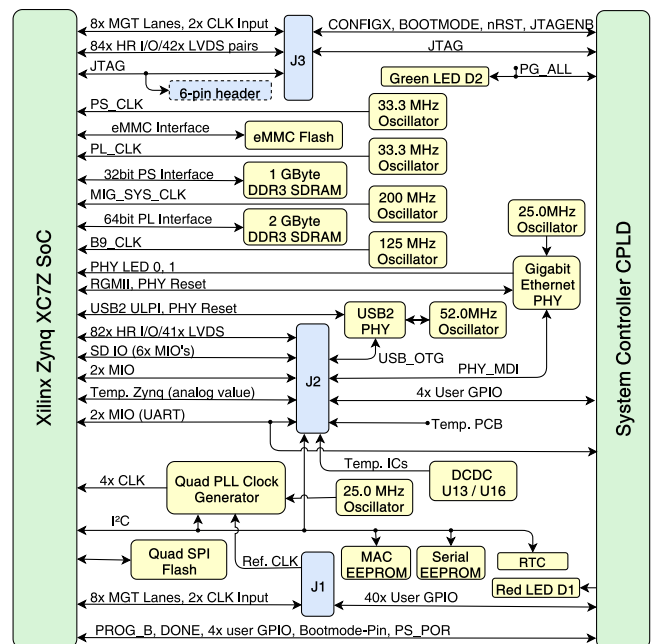 8x MGT Lanes, 2x CLK Input
CONFIGX, BOOTMODE, nRST, JTAGENB
84x HR I/O/42x LVDS pairs
J3
JTAG
JTAG
6-pin header
Green LED D2
PG_ALL
PS_CLK
33.3 MHz
Oscillator
eMMC Interface
eMMC Flash
PL_CLK
33.3 MHz
Oscillator
32bit PS Interface
1 GByte
DDR3 SDRAM
MIG_SYS_CLK
200 MHz
Oscillator
25.0MHz
Oscillator
64bit PL Interface
2 GByte
DDR3 SDRAM
B9_CLK
125 MHz
Oscillator
PHY LED 0, 1
Gigabit
Ethernet
PHY
RGMII, PHY Reset
USB2 ULPI, PHY Reset
USB2
PHY
52.0MHz
Oscillator
82x HR I/O/41x LVDS
SD IO (6x MIO's)
USB_OTG
J2
2x MIO
PHY_MDI
Temp. Zynq (analog value)
4x User GPIO
2x MIO (UART)
Temp. PCB
Temp. ICs
DCDC
U13 / U16
4x CLK
Quad PLL Clock
Generator
25.0 MHz
Oscillator
I²C
Quad SPI
Flash
Ref. CLK
J1
MAC
EEPROM
Serial
EEPROM
RTC
Red LED D1
8x MGT Lanes, 2x CLK Input
40x User GPIO
PROG_B, DONE, 4x user GPIO, Bootmode-Pin, PS_POR
Xilinx Zynq XC7Z SoC
System Controller CPLD